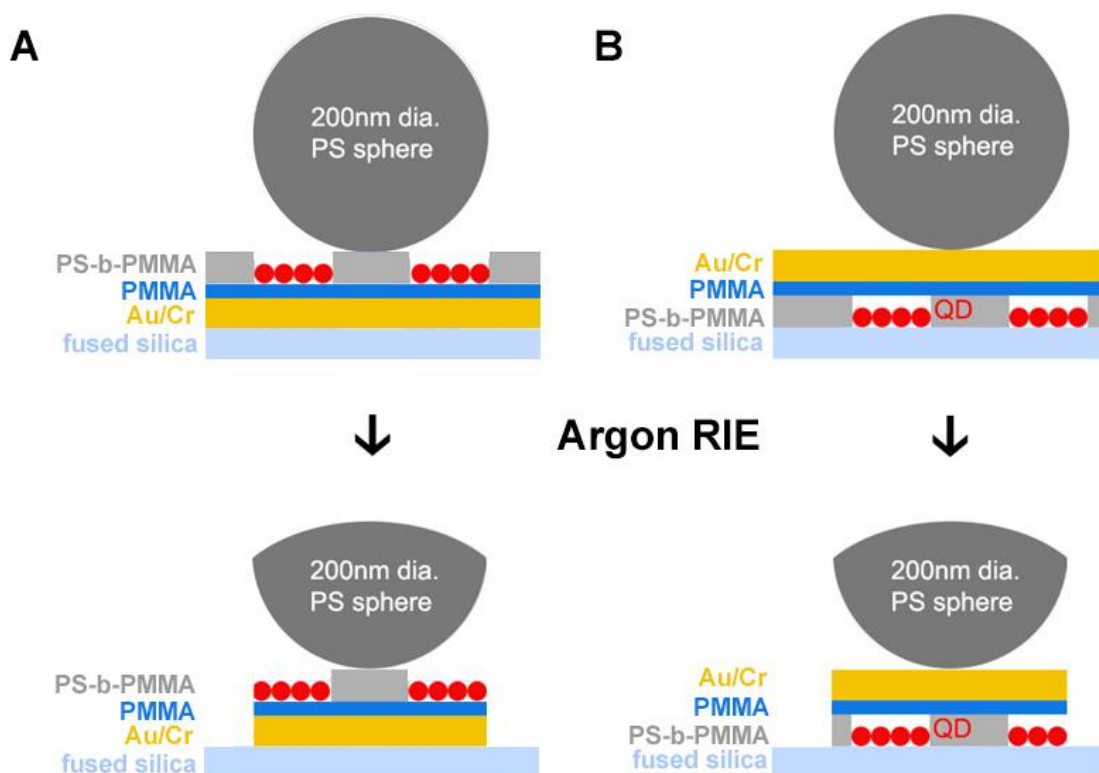 A
200nm dia.
PS sphere
PS-b-PMMA
PMMA
Au/Cr
fused silica
B
200nm dia.
PS sphere
Au/Cr
PMMA
PS-b-PMMA
QD
fused silica
Argon RIE
200nm dia.
PS sphere
PS-b-PMMA
PMMA
Au/Cr
fused silica
200nm dia.
PS sphere
Au/Cr
PMMA
PS-b-PMMA
QD
fused silica